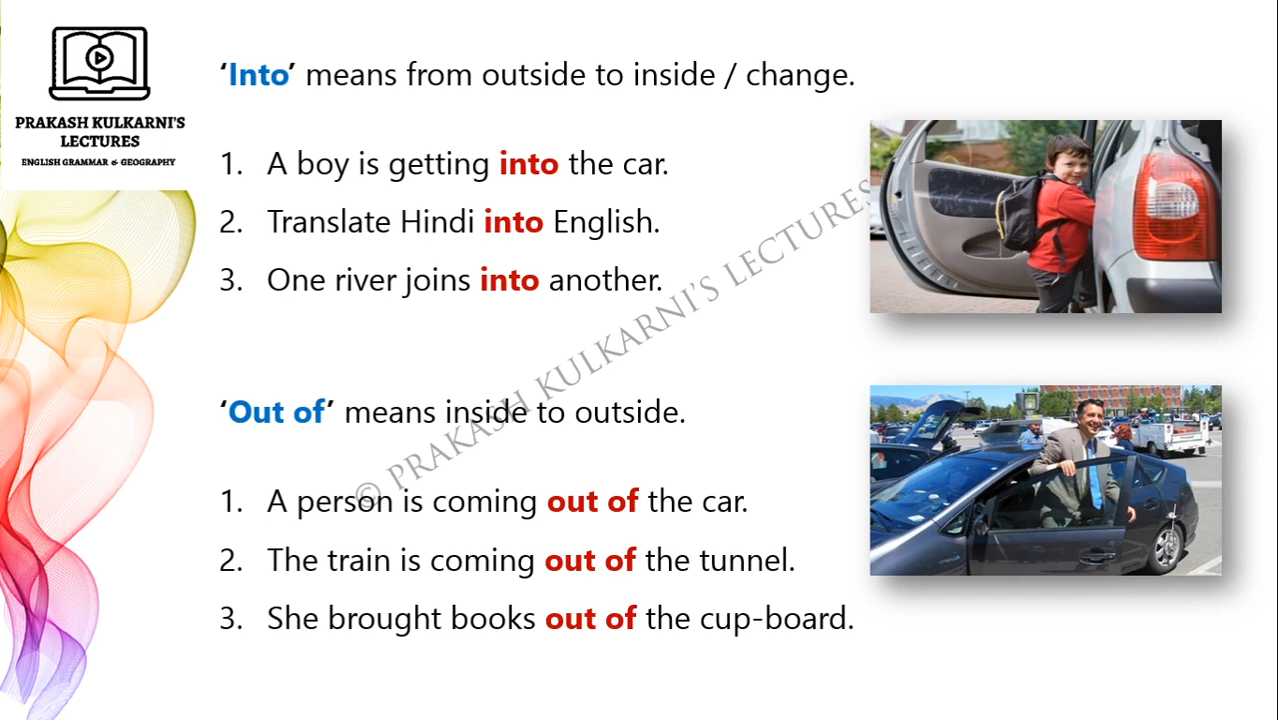 PRAKASH KULKARNI'S
LECTURES
ENGLISH GRAMMAR & GEOGRAPHY
‘Into’ means from outside to inside / change.
1. A boy is getting into the car.
2. Translate Hindi into English.
3. One river joins into another.
© PRAKASH KULKARNI'S LECTURES
‘Out of’ means inside to outside.
1. A person is coming out of the car.
2. The train is coming out of the tunnel.
3. She brought books out of the cup-board.